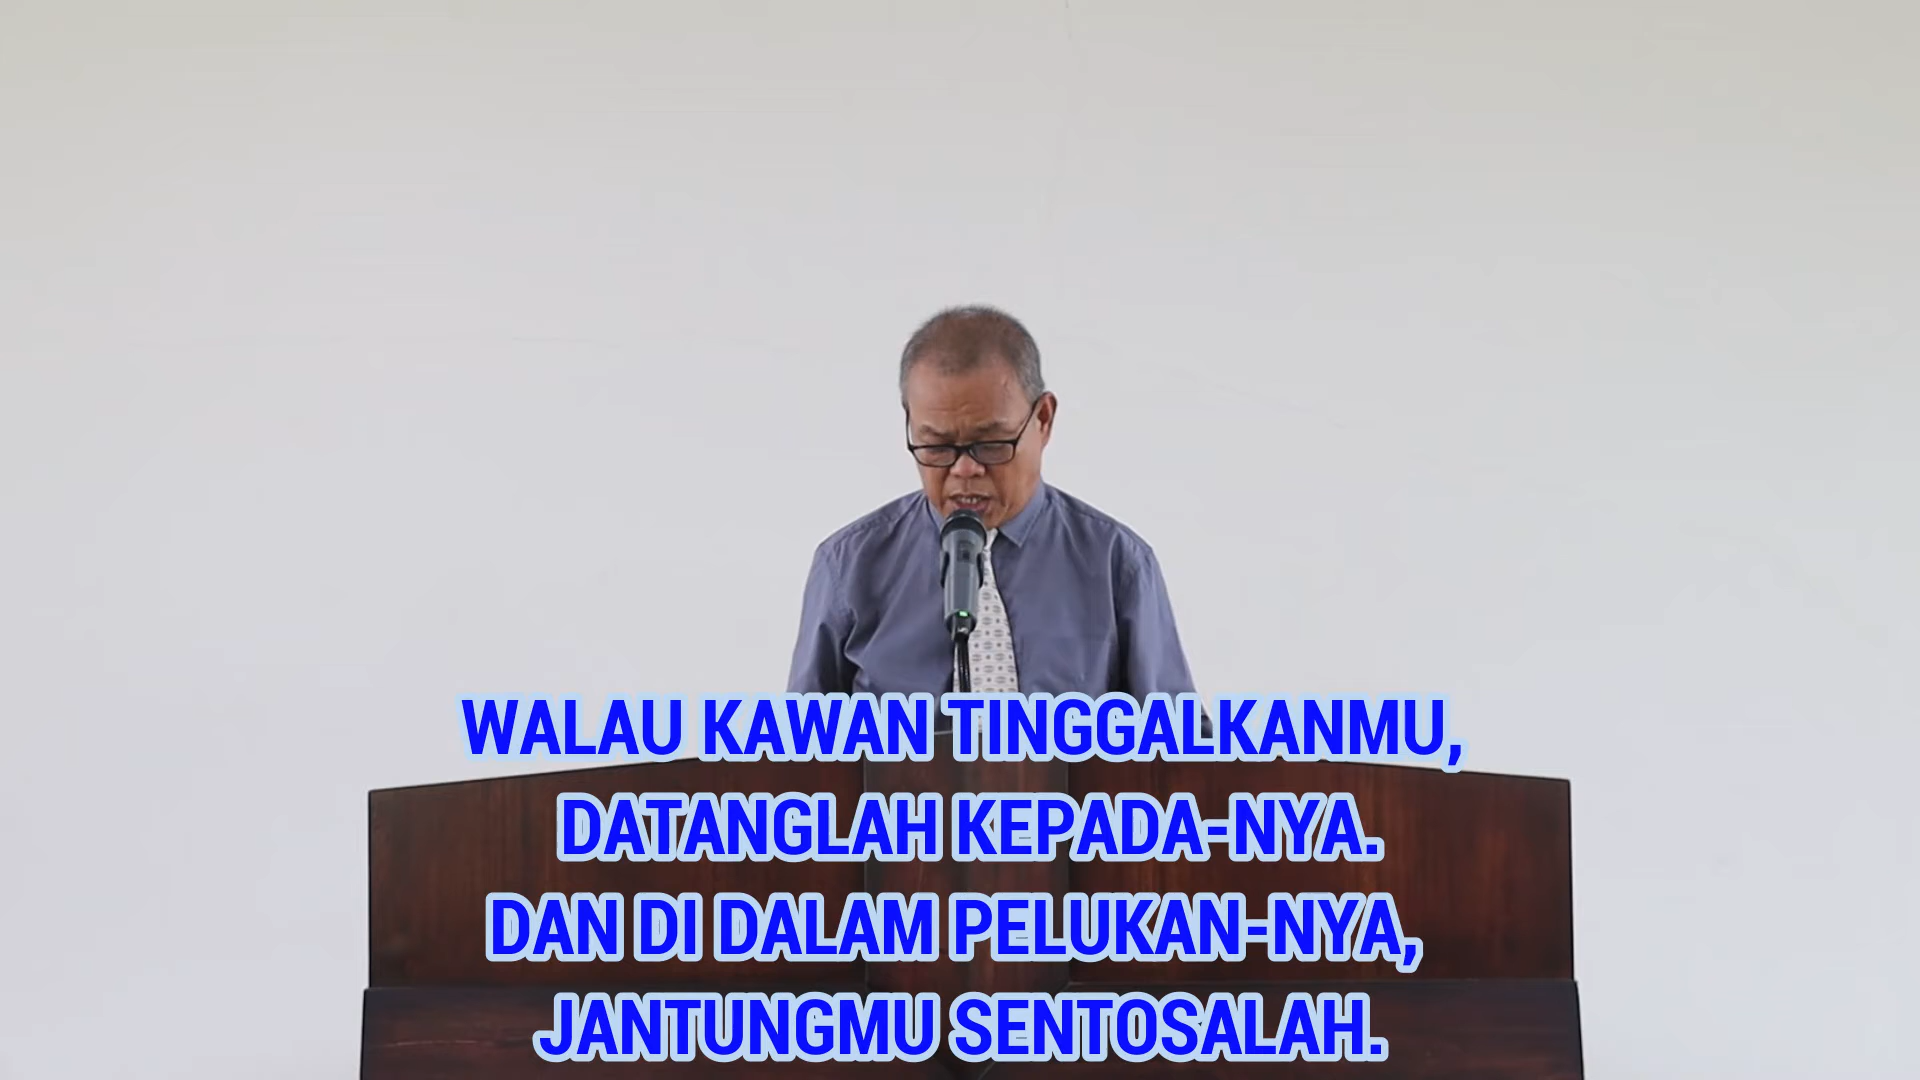 WALAU KAWAN TINGGALKANMU,
DATANGLAH KEPADA-NYA.
DAN DI DALAM PELUKAN-NYA,
JANTUNGMU SENTOSALAH.